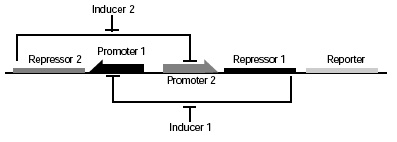 Inducer 2
Repressor 2
Promoter 1
Promoter 2
Repressor 1
Reporter
Inducer 1